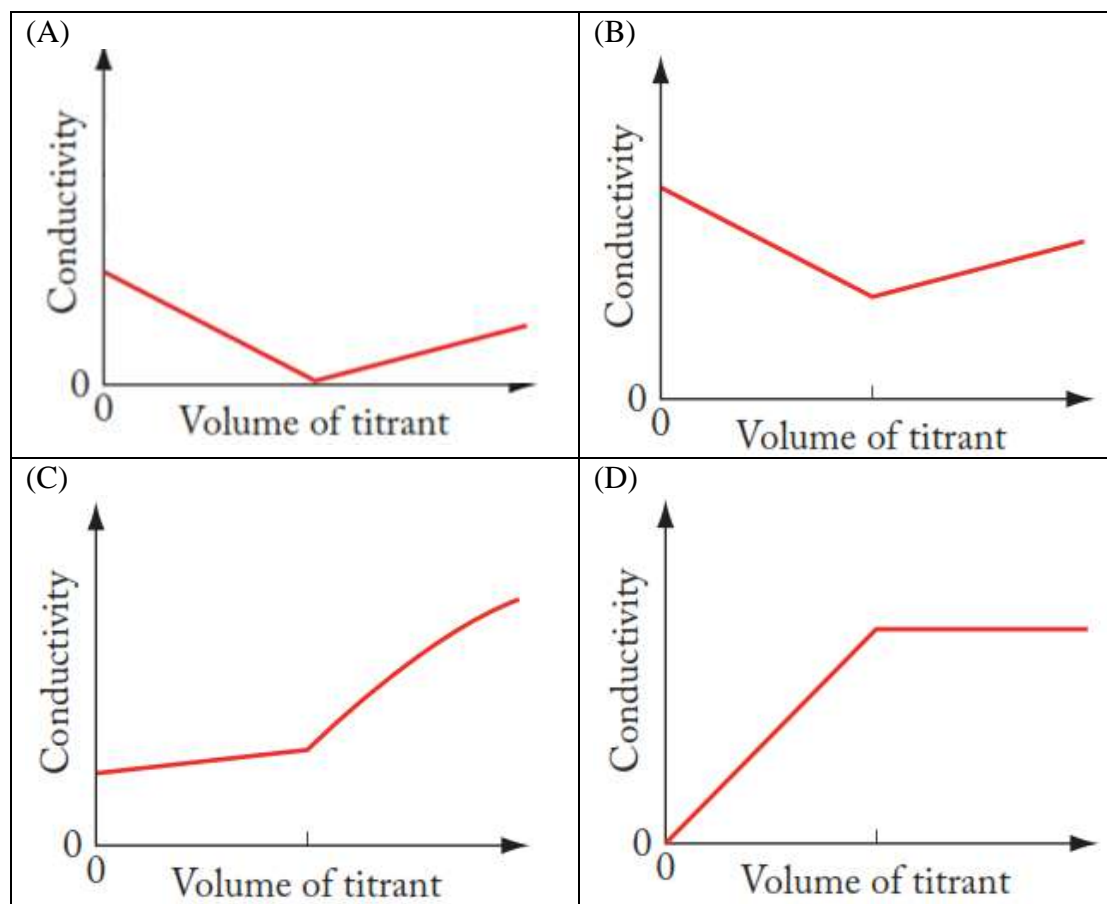 (A)
Conductivity
0
0
Volume of titrant
(B)
Conductivity
0
0
Volume of titrant
(C)
Conductivity
0
0
Volume of titrant
(D)
Conductivity
0
0
Volume of titrant